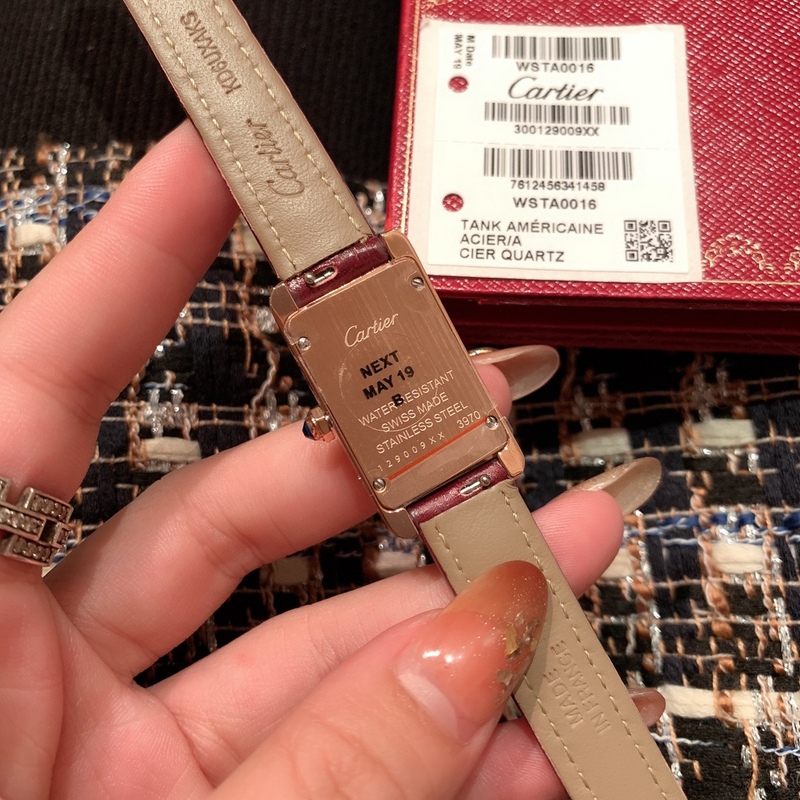 KD6UXAKS
Cartier
M Date
MAY 19
WSTA0016
Cartier
300129009XX
7612456341458
WSTA0016
TANK AMÉRICAINE
ACIER/A
CIER QUARTZ
Cartier
NEXT
MAY 19
B
WATER RESISTANT
SWISS MADE
STAINLESS STEEL
129009XX 3970
MADE
IN FRANCE